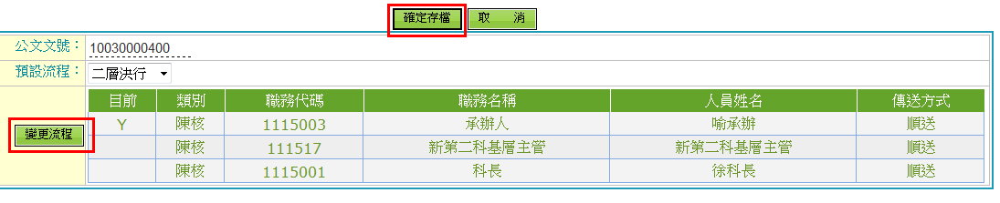 確定存檔 取 消
公文文號： 10030000400
預設流程： 二層決行
目前 類別 職務代碼 職務名稱 人員姓名 傳送方式
變更流程
Y 陳核 1115003 承辦人 喻承辦 順送
陳核 111517 新第二科基層主管 新第二科基層主管 順送
陳核 1115001 科長 徐科長 順送